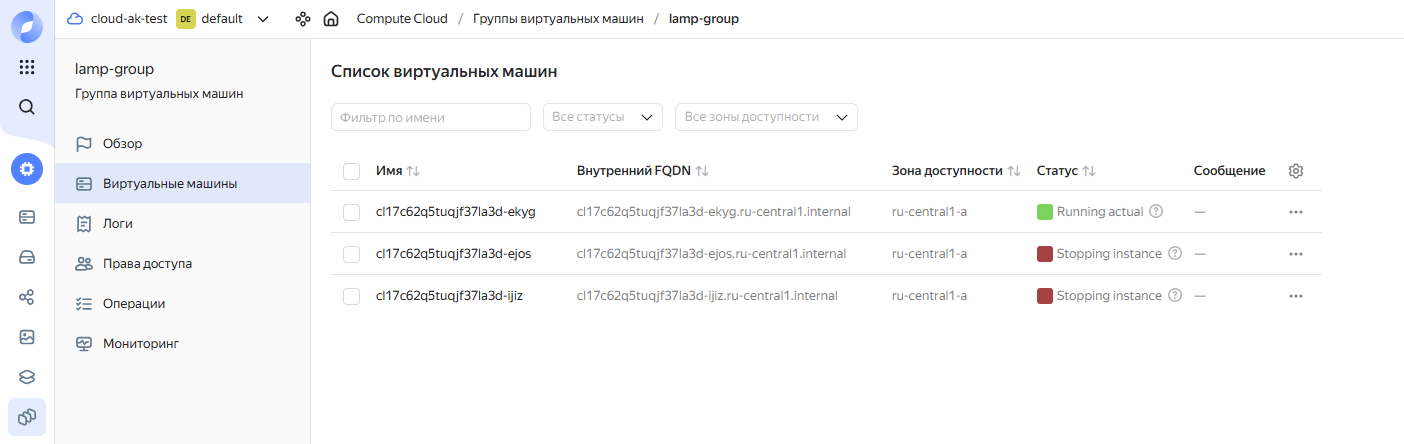 cloud-ak-test DE default Compute Cloud / Группы виртуальных машин / lamp-group
lamp-group
Группа виртуальных машин
Обзор
Виртуальные машины
Логи
Права доступа
Операции
Мониторинг
Список виртуальных машин
Фильтр по имени Все статусы Все зоны доступности
Имя Внутренний FQDN Зона доступности Статус Сообщение
cl17c62q5tuqjf37la3d-ekyg cl17c62q5tuqjf37la3d-ekyg.ru-central1.internal ru-central1-a Running actual —
cl17c62q5tuqjf37la3d-ejos cl17c62q5tuqjf37la3d-ejos.ru-central1.internal ru-central1-a Stopping instance —
cl17c62q5tuqjf37la3d-ijiz cl17c62q5tuqjf37la3d-ijiz.ru-central1.internal ru-central1-a Stopping instance —